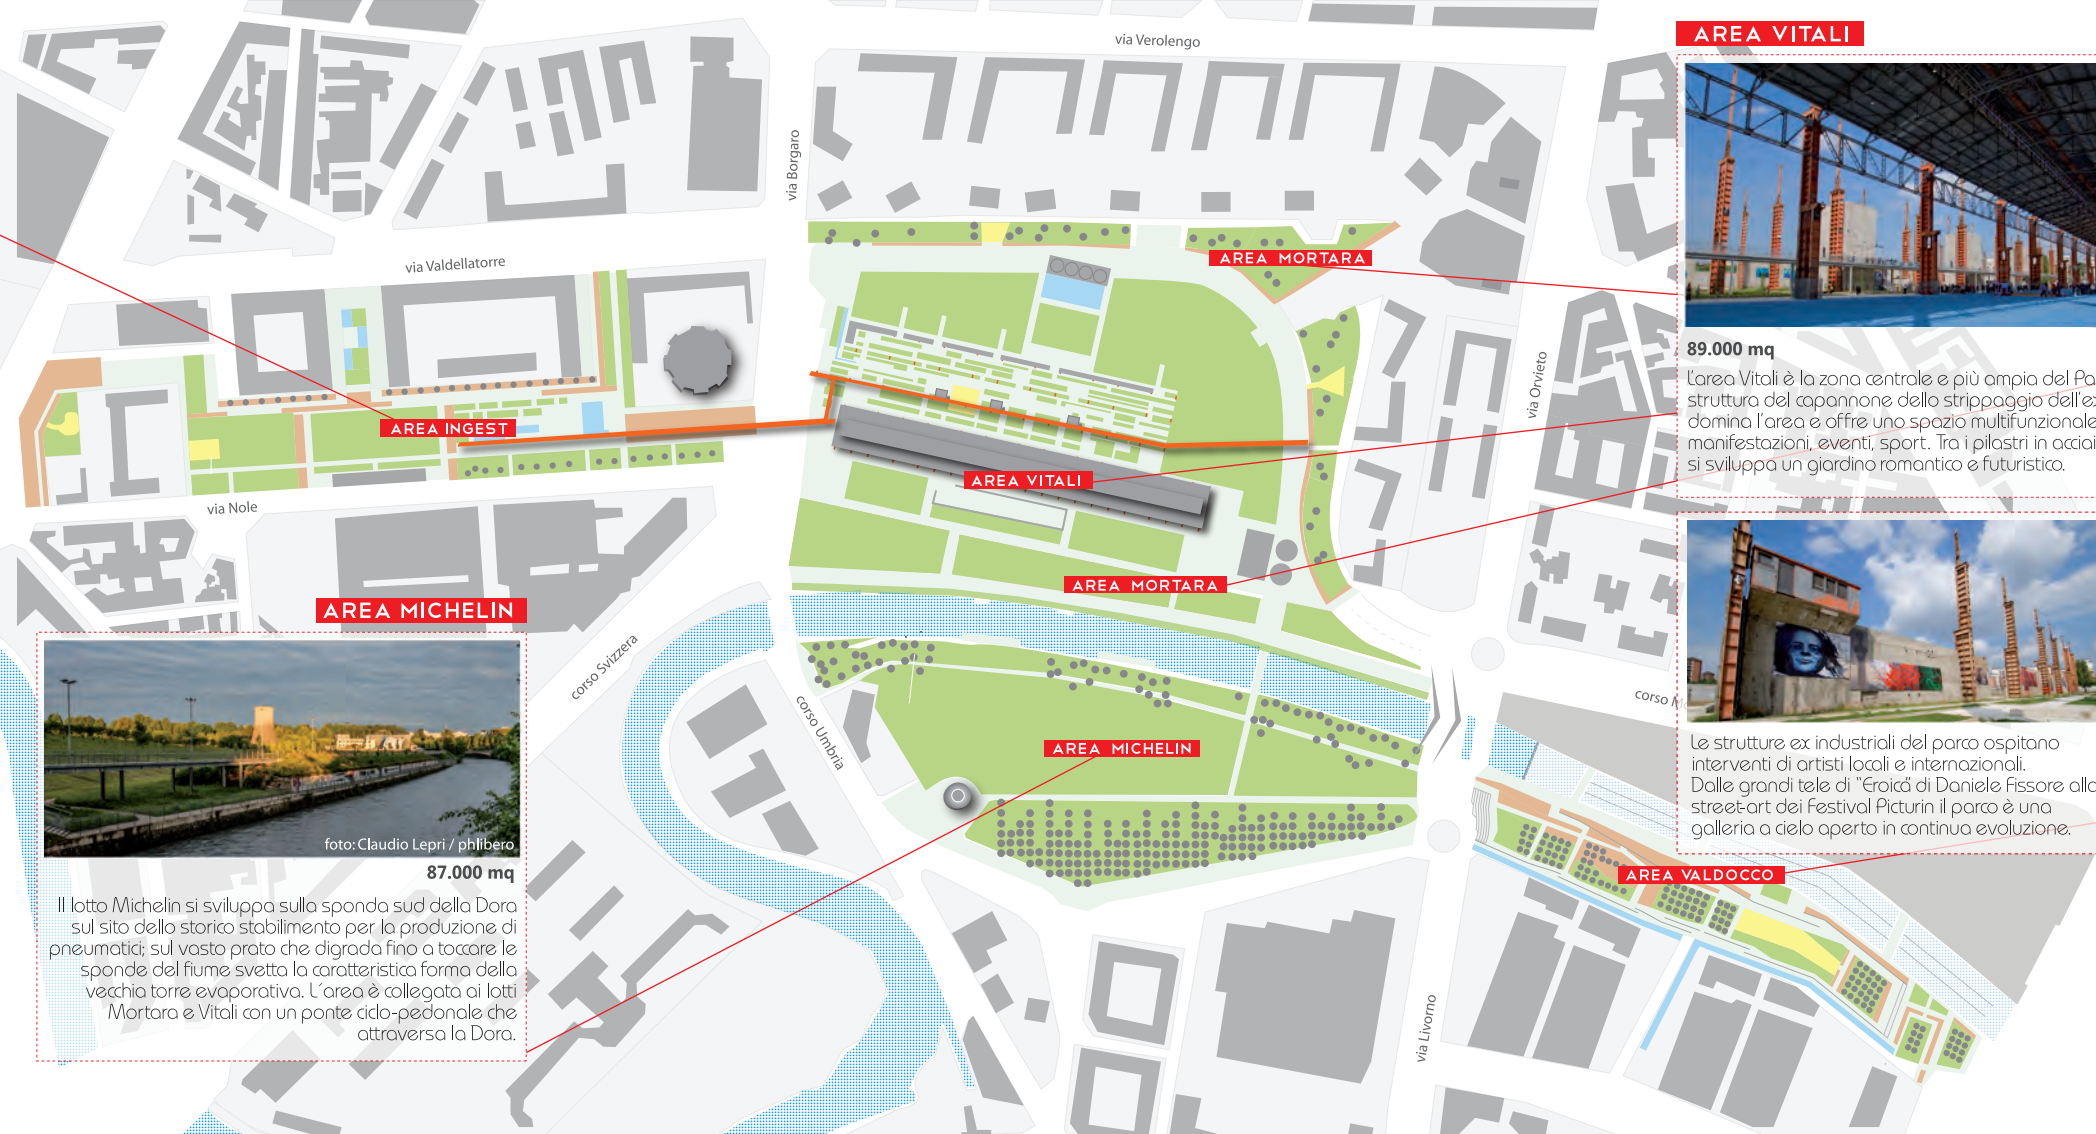 via Verolengo
AREA VITALI
via Borgaro
via Valdellatorre
AREA MORTARA
89.000 mq
L'area Vitali è la zona centrale e più ampia del Pa
struttura del capannone dello strippaggio dell'ex
domina l'area e offre uno spazio multifunzionale
manifestazioni, eventi, sport. Tra i pilastri in acciai
si sviluppa un giardino romantico e futuristico.
via Orvieto
AREA INGEST
AREA VITALI
via Nole
AREA MORTARA
AREA MICHELIN
corso Svizzera
corso Umbria
corso M
AREA MICHELIN
Le strutture ex industriali del parco ospitano
interventi di artisti locali e internazionali.
Dalle grandi tele di "Eroica" di Daniele Fissore alla
street-art dei Festival Picturin il parco è una
galleria a cielo aperto in continua evoluzione.
foto: Claudio Lepri / phlibero
87.000 mq
Il lotto Michelin si sviluppa sulla sponda sud della Dora
sul sito dello storico stabilimento per la produzione di
pneumatici; sul vasto prato che digrada fino a toccare le
sponde del fiume svetta la caratteristica forma della
vecchia torre evaporativa. L'area è collegata ai lotti
Mortara e Vitali con un ponte ciclo-pedonale che
attraversa la Dora.
AREA VALDOCCO
via Livorno